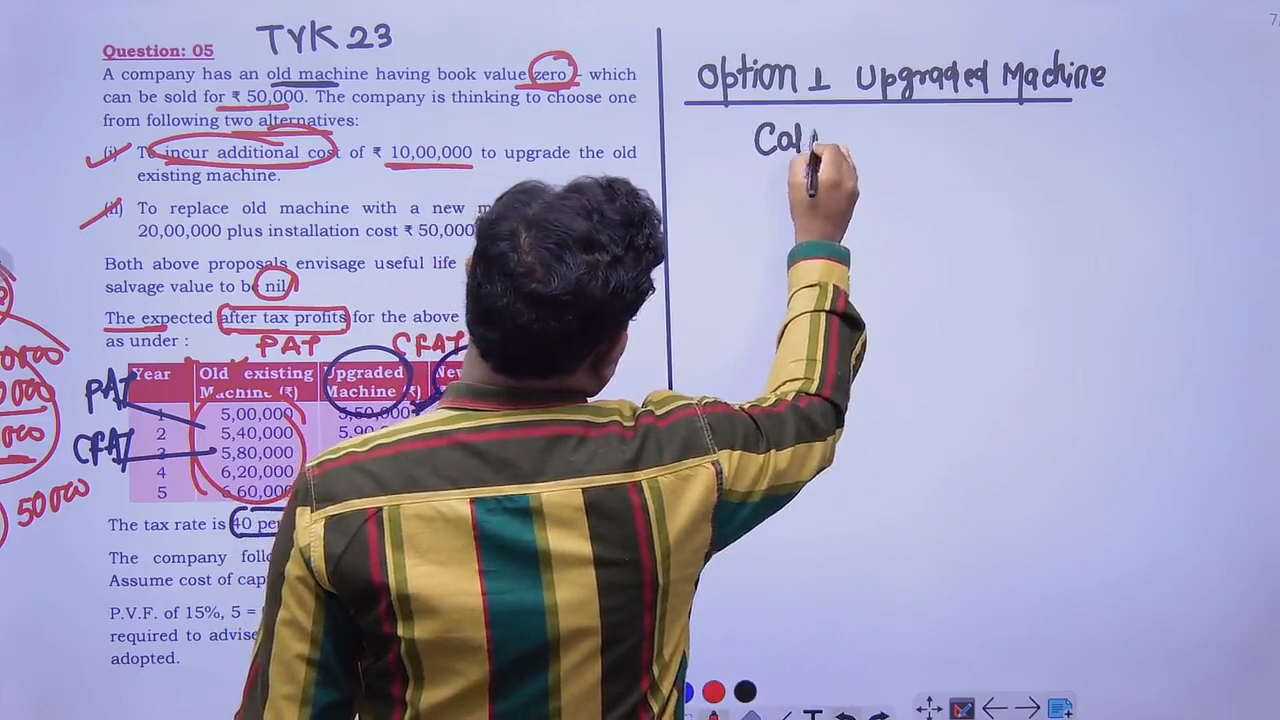 TYK 23
Question: 05
A company has an old machine having book value zero – which
can be sold for ₹ 50,000. The company is thinking to choose one
from following two alternatives:
(i) To incur additional cost of ₹ 10,00,000 to upgrade the old
existing machine.
(ii) To replace old machine with a new
20,00,000 plus installation cost ₹ 50,000
Both above proposals envisage useful life
salvage value to be nil.
The expected after tax profits for the above
as under :
PAT CFAT
Year Old existing Machine (₹) Upgraded Machine (₹)
1 5,00,000 5,50,000
2 5,40,000 5,90
3 5,80,000
4 6,20,000
5 6,60,000
PAT
CFAT
50000
The tax rate is 40 per
The company
Assume cost of
P.V.F. of 15%, 5 =
required to advise
adopted.
Option 1 Upgraded Machine
Cal